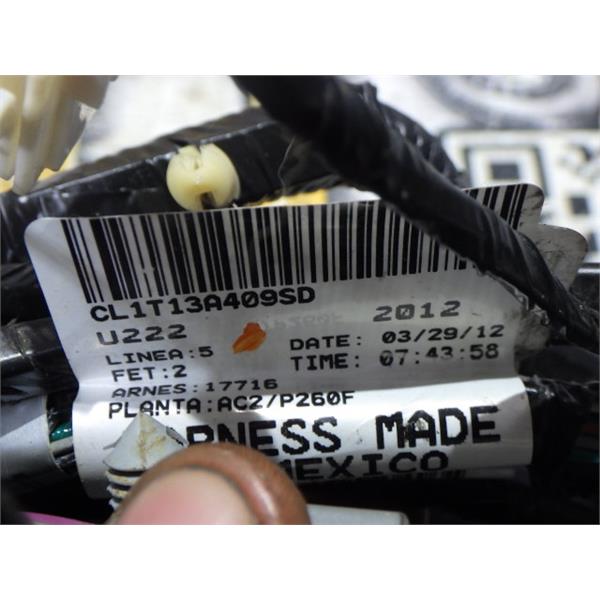 CL1T13A409SD
U222 2012
LINEA:5 DATE: 03/29/12
FET:2 TIME: 07:43:58
ARNES:17716
PLANTA:AC2/P260F
MADE
MEXICO